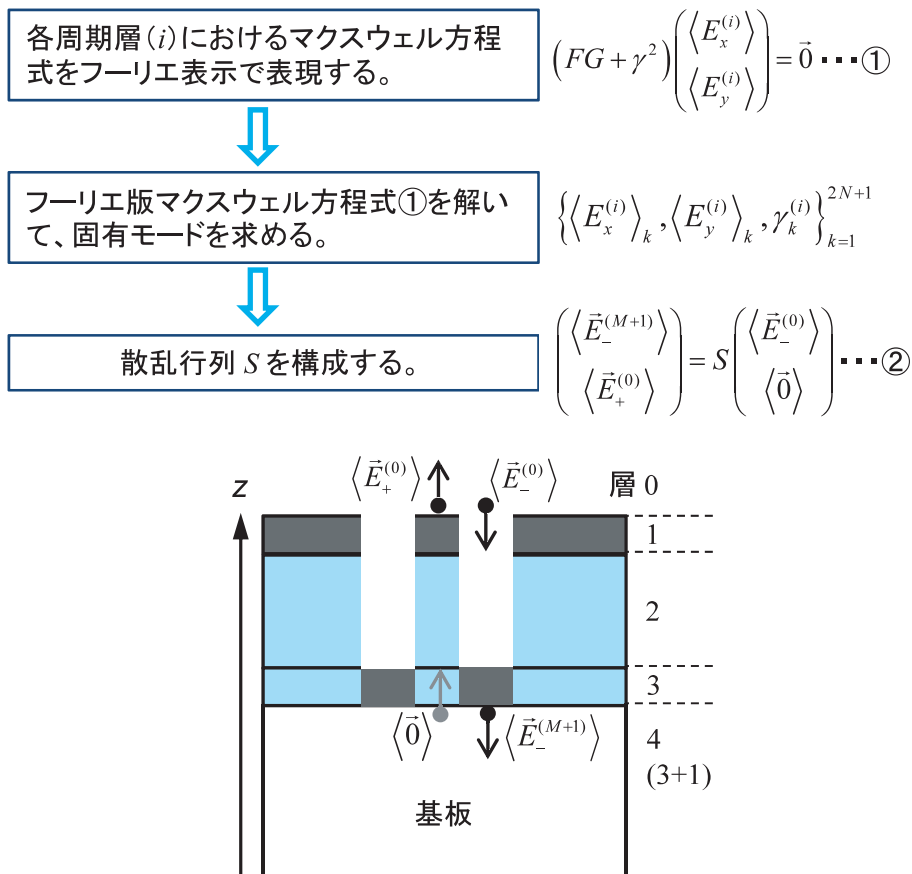 各周期層(i)におけるマクスウェル方程
式をフーリエ表示で表現する。
(FG + γ²)(⟨E_x^(i)⟩ ⟨E_y^(i)⟩) = 0⃗ ・・・①
フーリエ版マクスウェル方程式①を解い
て、固有モードを求める。
{⟨E_x^(i)⟩_k, ⟨E_y^(i)⟩_k, γ_k^(i)}_{k=1}^{2N+1}
散乱行列 S を構成する。
(⟨E⃗_-^(M+1)⟩ ⟨E⃗_+^(0)⟩) = S(⟨E⃗_-^(0)⟩ ⟨0⃗⟩) ・・・②
z
⟨E⃗_+^(0)⟩
⟨E⃗_-^(0)⟩
層 0
1
2
3
⟨0⃗⟩
⟨E⃗_-^(M+1)⟩
4
(3+1)
基板